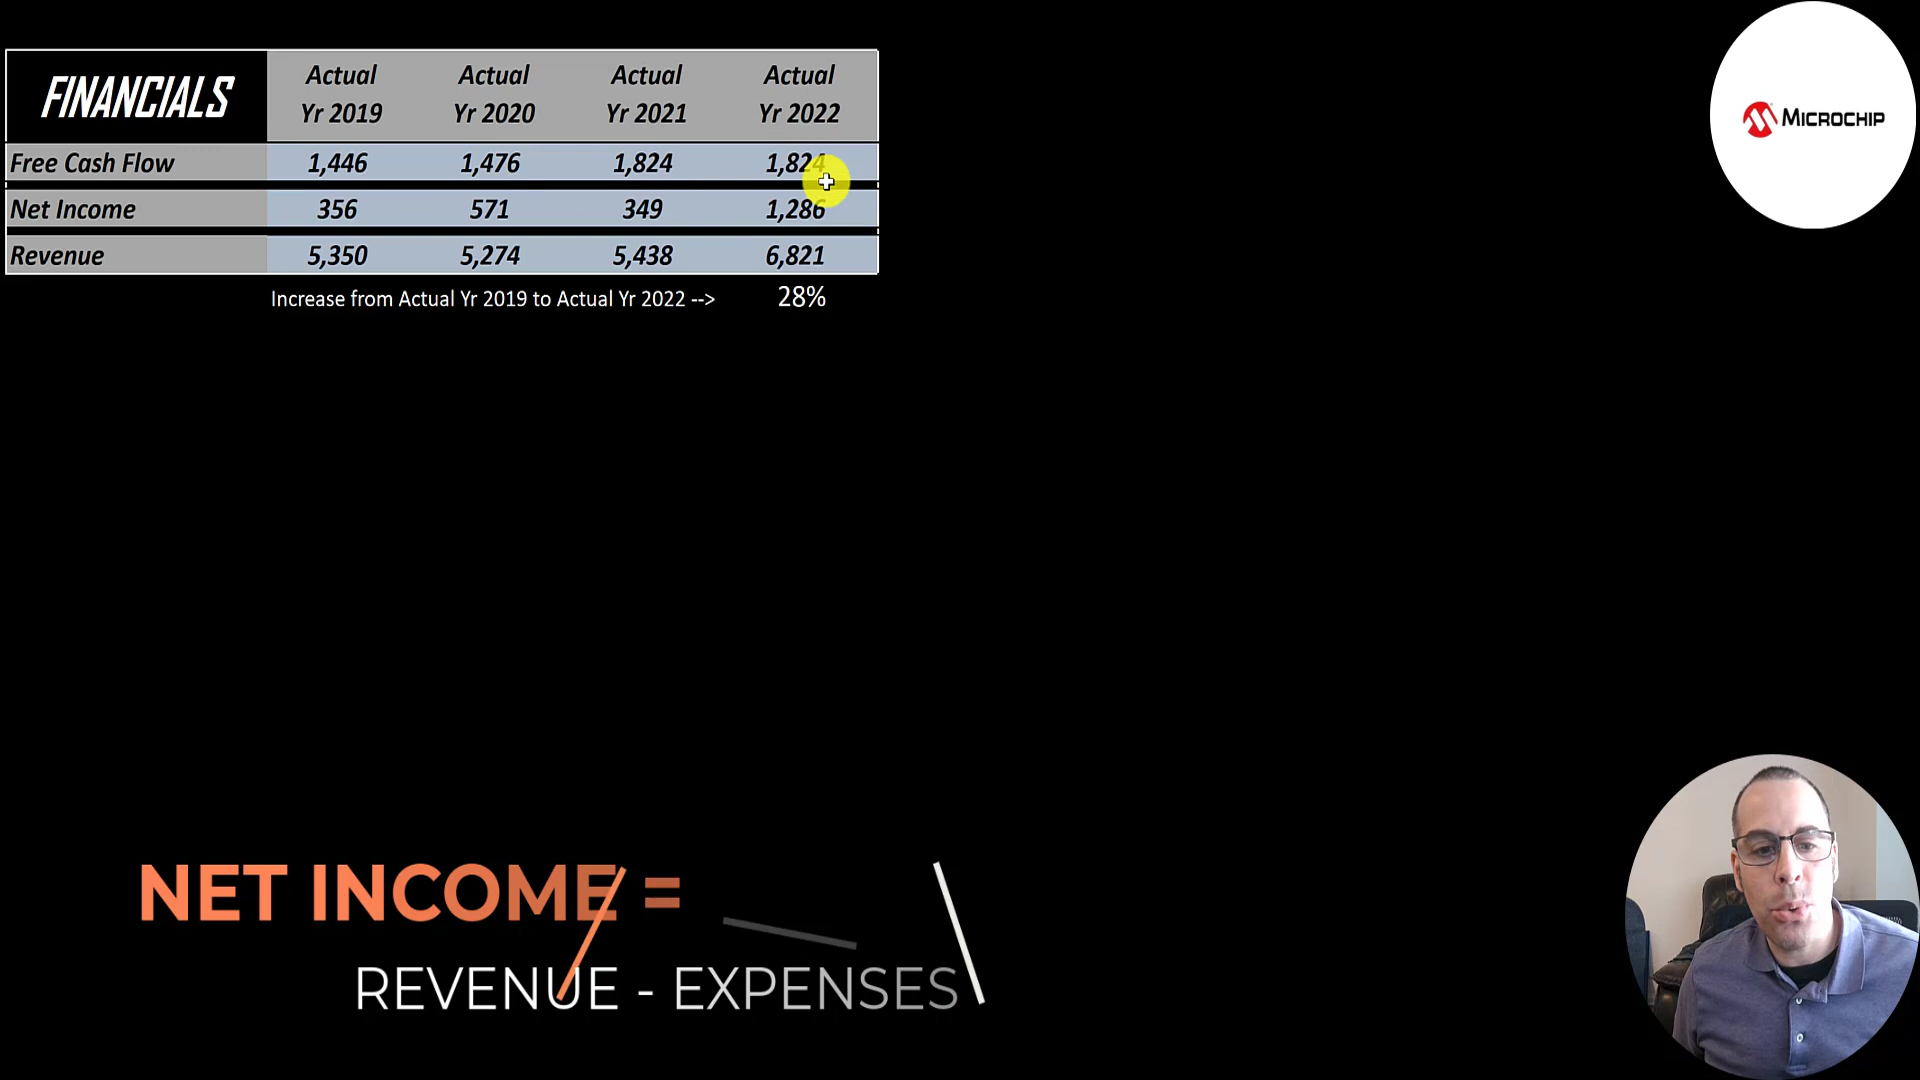 FINANCIALS
Actual Yr 2019
Actual Yr 2020
Actual Yr 2021
Actual Yr 2022
Free Cash Flow 1,446 1,476 1,824 1,824
Net Income 356 571 349 1,286
Revenue 5,350 5,274 5,438 6,821
Increase from Actual Yr 2019 to Actual Yr 2022 --> 28%
MICROCHIP
NET INCOME =
REVENUE - EXPENSES